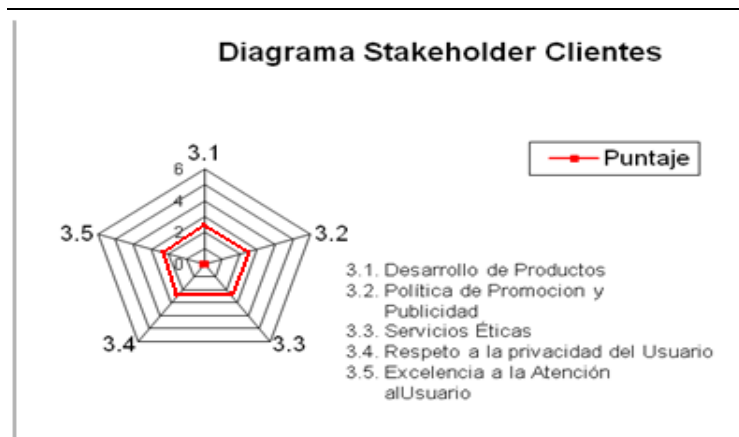 Diagrama Stakeholder Clientes
Puntaje
3.1
6
4
2
0
3.5
3.2
3.4
3.3
3.1. Desarrollo de Productos
3.2. Política de Promocion y
Publicidad
3.3. Servicios Éticas
3.4. Respeto a la privacidad del Usuario
3.5. Excelencia a la Atención
alUsuario